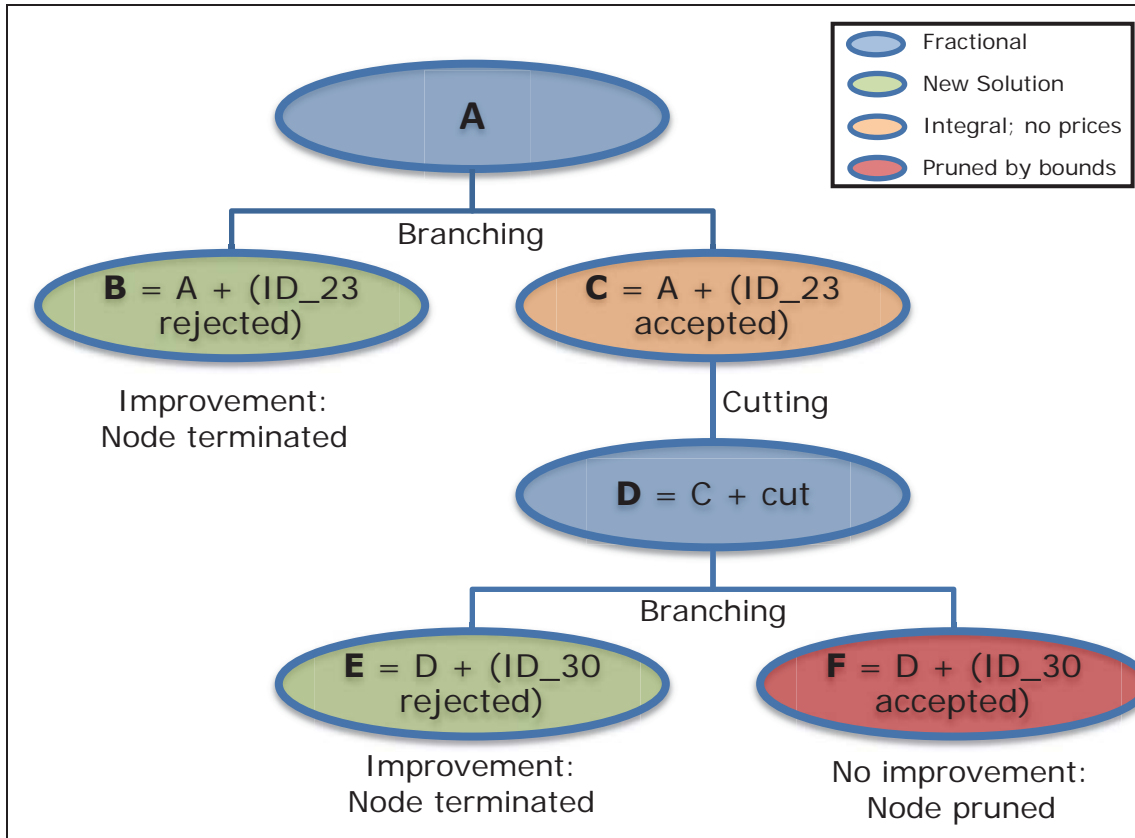 Fractional
New Solution
Integral; no prices
Pruned by bounds
A
Branching
B = A + (ID_23
rejected)
C = A + (ID_23
accepted)
Improvement:
Node terminated
Cutting
D = C + cut
Branching
E = D + (ID_30
rejected)
F = D + (ID_30
accepted)
Improvement:
Node terminated
No improvement:
Node pruned